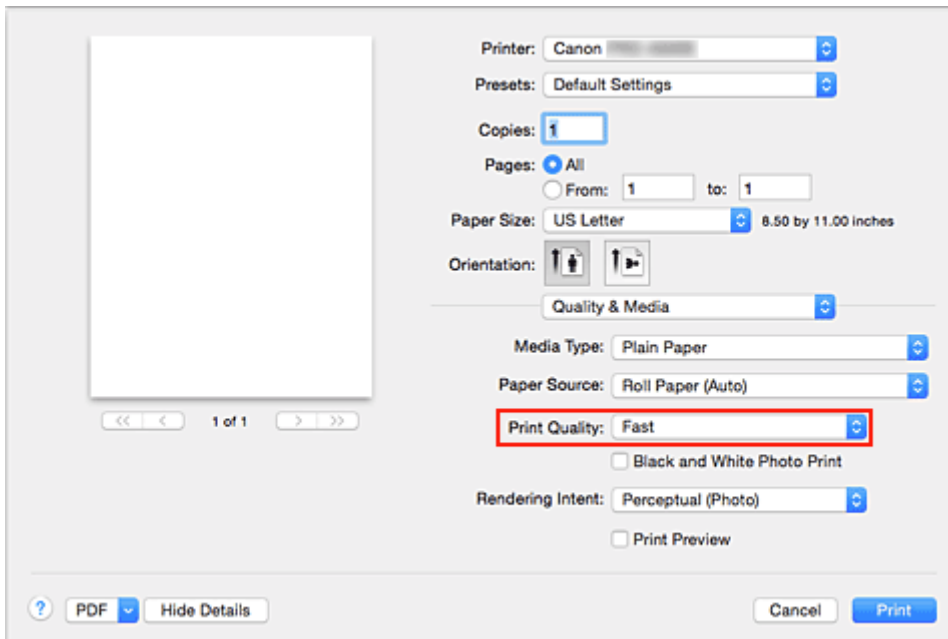 Printer: Canon
Presets: Default Settings
Copies: 1
Pages: All
From: 1 to: 1
Paper Size: US Letter 8.50 by 11.00 inches
Orientation:
Quality & Media
Media Type: Plain Paper
Paper Source: Roll Paper (Auto)
1 of 1
Print Quality: Fast
Black and White Photo Print
Rendering Intent: Perceptual (Photo)
Print Preview
? PDF Hide Details Cancel Print